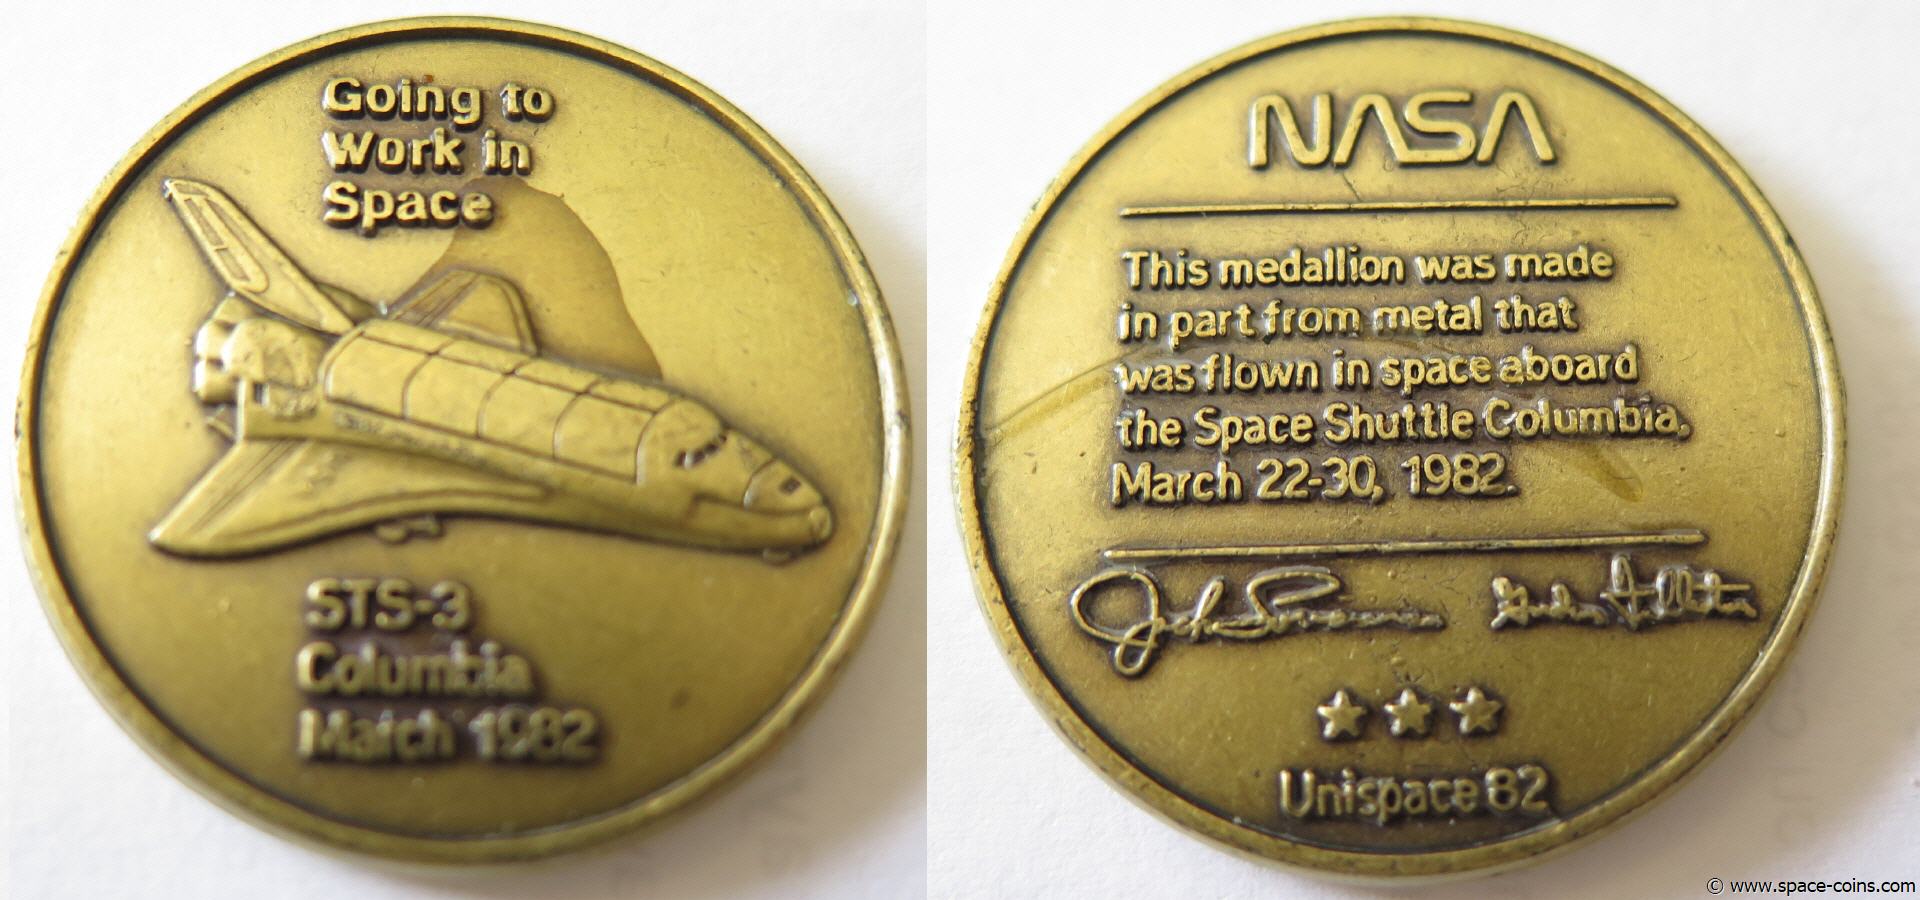 Going to
Work in
Space
STS-3
Columbia
March 1982
NASA
This medallion was made
in part from metal that
was flown in space aboard
the Space Shuttle Columbia,
March 22-30, 1982.
Unispace 82
© www.space-coins.com